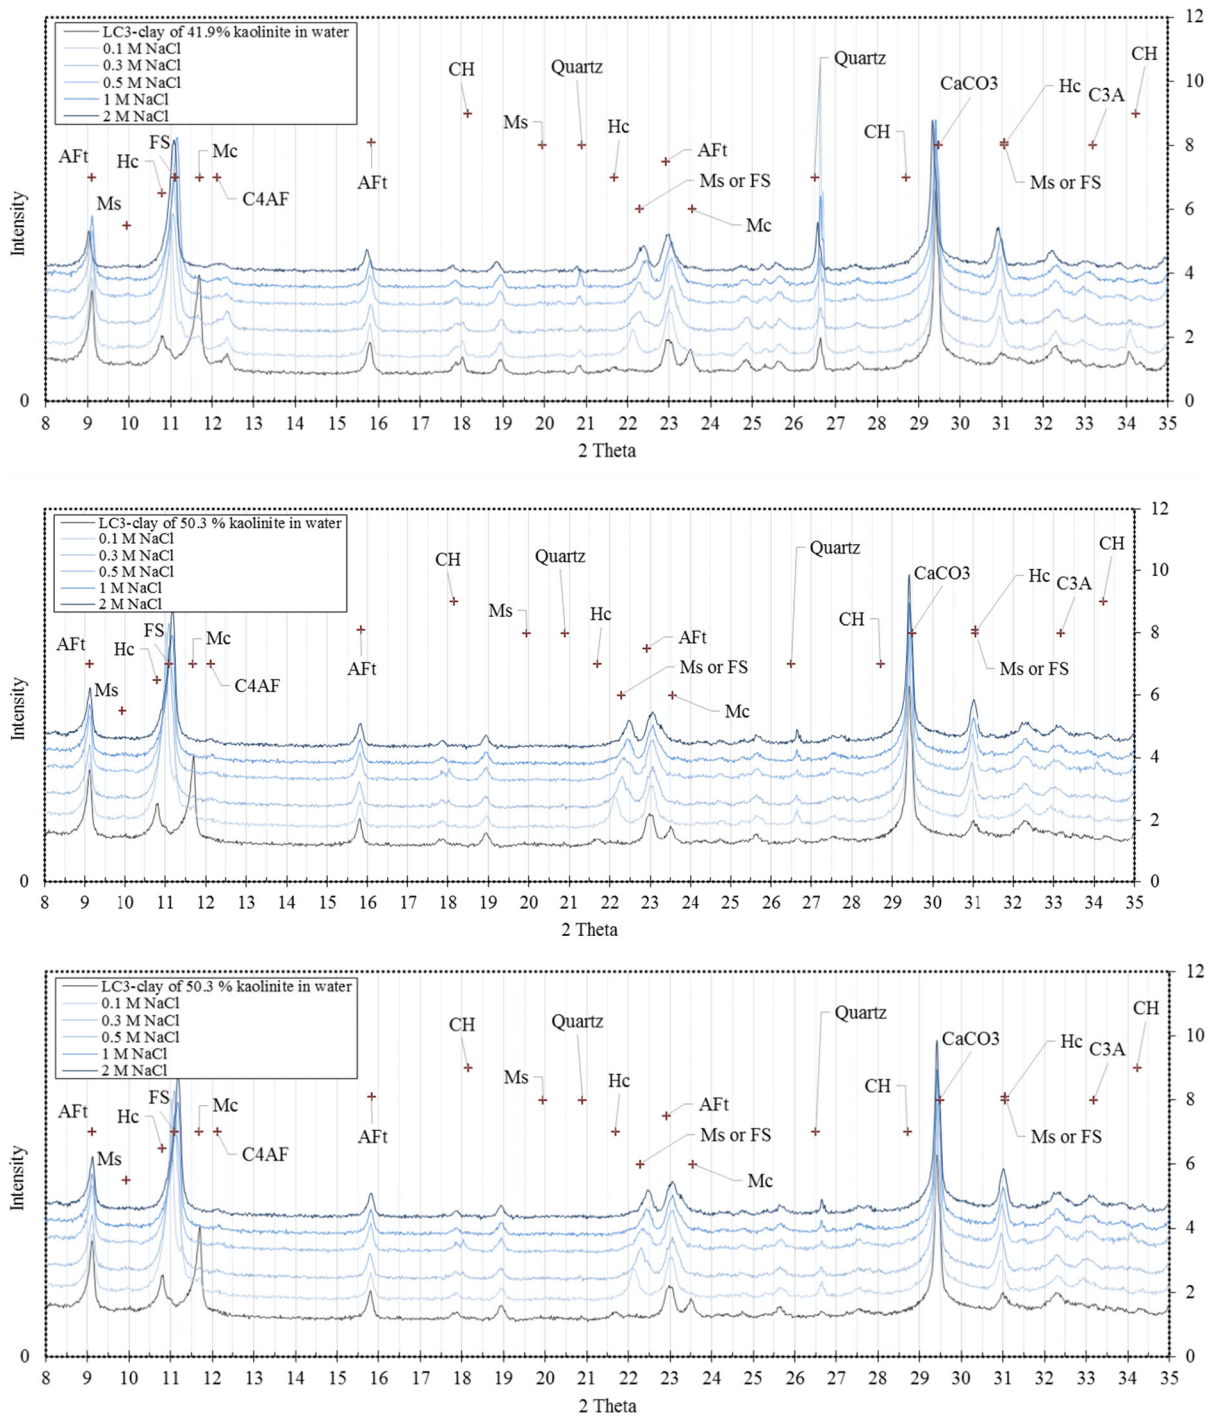 LC3-clay of 41.9% kaolinite in water
0.1 M NaCl
0.3 M NaCl
0.5 M NaCl
1 M NaCl
2 M NaCl
AFt
Ms
Hc
FS
Mc
C4AF
AFt
CH
Ms
Quartz
Hc
AFt
Ms or FS
Mc
Quartz
CH
CaCO3
Hc
Ms or FS
C3A
CH
Intensity
12
10
8
6
4
2
0
0
8 9 10 11 12 13 14 15 16 17 18 19 20 21 22 23 24 25 26 27 28 29 30 31 32 33 34 35
2 Theta
LC3-clay of 50.3 % kaolinite in water
0.1 M NaCl
0.3 M NaCl
0.5 M NaCl
1 M NaCl
2 M NaCl
AFt
Ms
Hc
FS
Mc
C4AF
AFt
CH
Ms
Quartz
Hc
AFt
Ms or FS
Mc
Quartz
CH
CaCO3
Hc
Ms or FS
C3A
CH
Intensity
12
10
8
6
4
2
0
0
8 9 10 11 12 13 14 15 16 17 18 19 20 21 22 23 24 25 26 27 28 29 30 31 32 33 34 35
2 Theta
LC3-clay of 50.3 % kaolinite in water
0.1 M NaCl
0.3 M NaCl
0.5 M NaCl
1 M NaCl
2 M NaCl
AFt
Ms
Hc
FS
Mc
C4AF
AFt
CH
Ms
Quartz
Hc
AFt
Ms or FS
Mc
Quartz
CH
CaCO3
Hc
Ms or FS
C3A
CH
Intensity
12
10
8
6
4
2
0
0
8 9 10 11 12 13 14 15 16 17 18 19 20 21 22 23 24 25 26 27 28 29 30 31 32 33 34 35
2 Theta